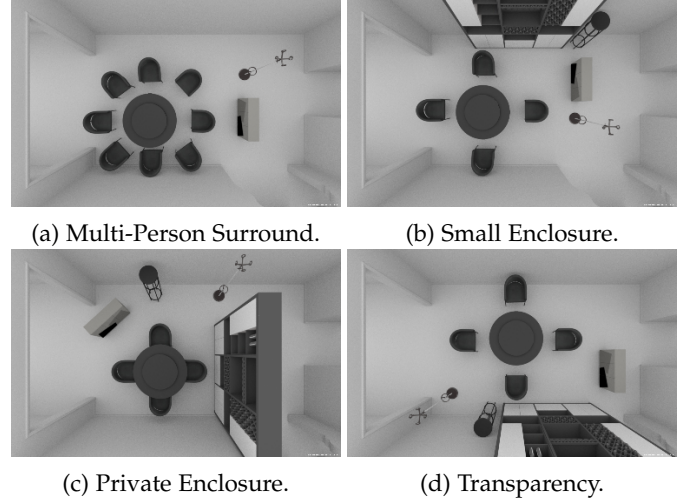 (a) Multi-Person Surround.
(b) Small Enclosure.
(c) Private Enclosure.
(d) Transparency.